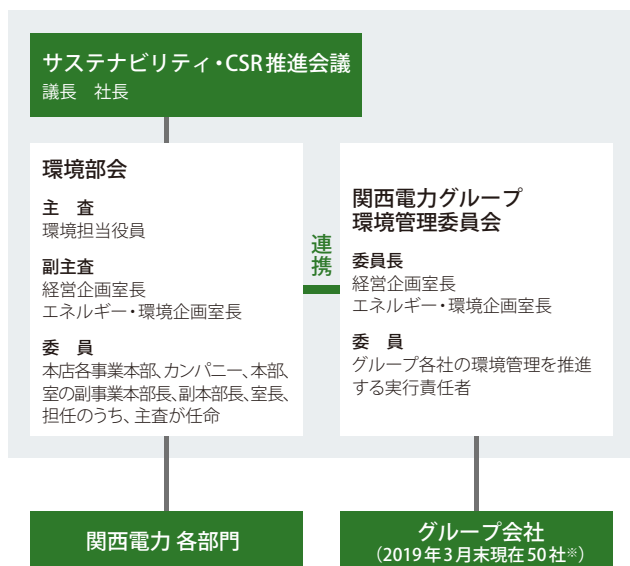 サステナビリティ・CSR推進会議
議長　社長
環境部会
主　査
環境担当役員
副主査
経営企画室長
エネルギー・環境企画室長
委　員
本店各事業本部、カンパニー、本部、
室の副事業本部長、副本部長、室長、
担任のうち、主査が任命
連携
関西電力グループ
環境管理委員会
委員長
経営企画室長
エネルギー・環境企画室長
委　員
グループ各社の環境管理を推進
する実行責任者
関西電力 各部門
グループ会社
（2019年3月末現在50社※）